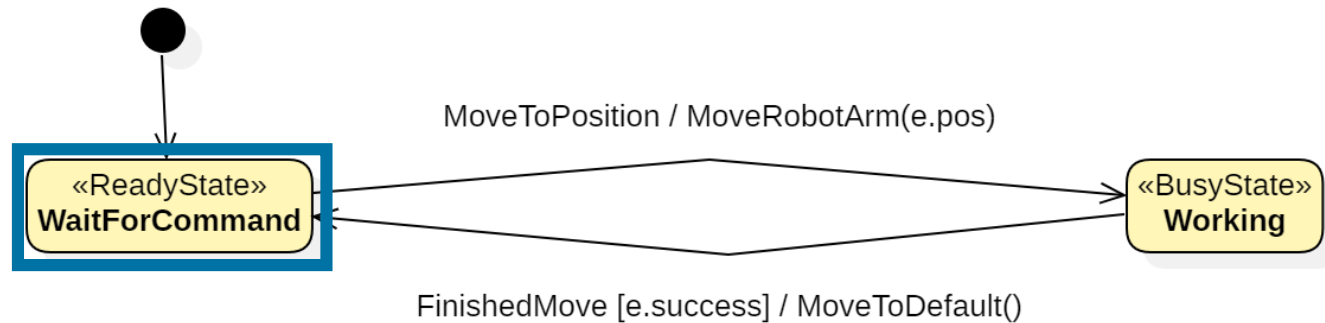 MoveToPosition / MoveRobotArm(e.pos)
«ReadyState»
WaitForCommand
«BusyState»
Working
FinishedMove [e.success] / MoveToDefault()